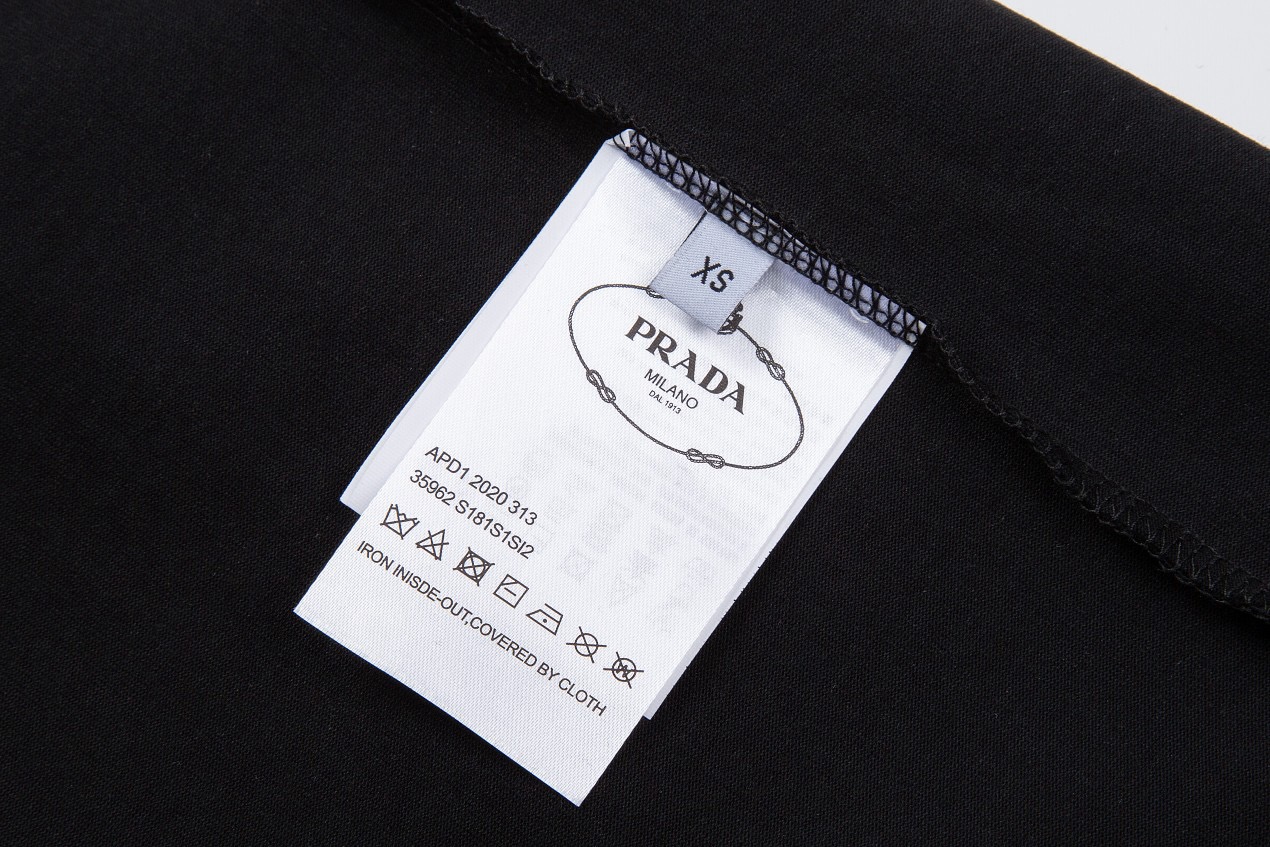 XS
PRADA
MILANO
DAL 1913
APD1 2020 313
35962 S181S1SI2
IRON INISDE-OUT,COVERED BY CLOTH